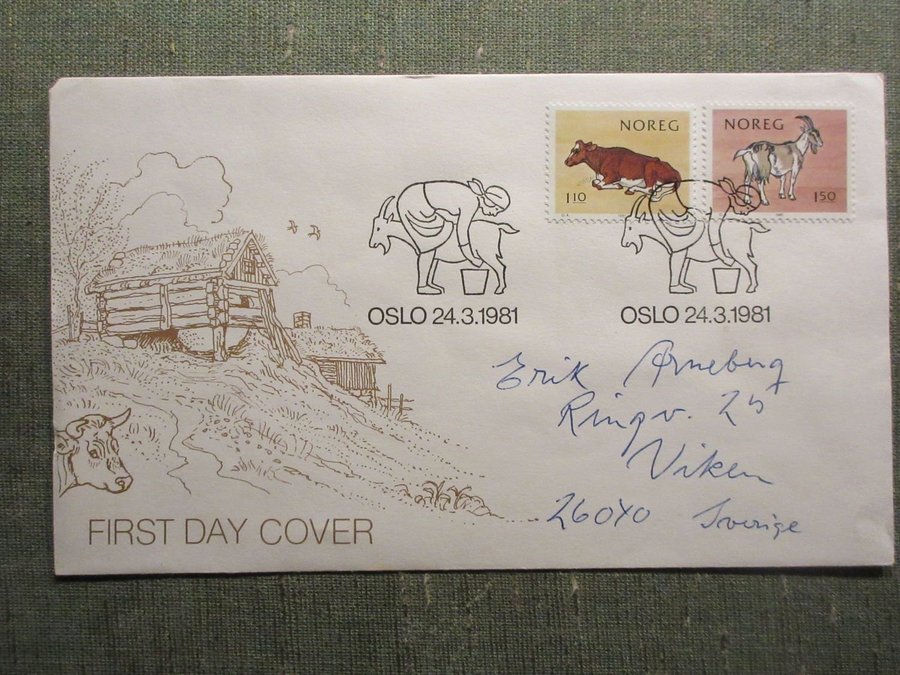 NOREG
1 10
NOREG
1 50
OSLO 24.3.1981
OSLO 24.3.1981
Erik Arneberg
Ringv. 25
Viken
26040 Sverige
FIRST DAY COVER